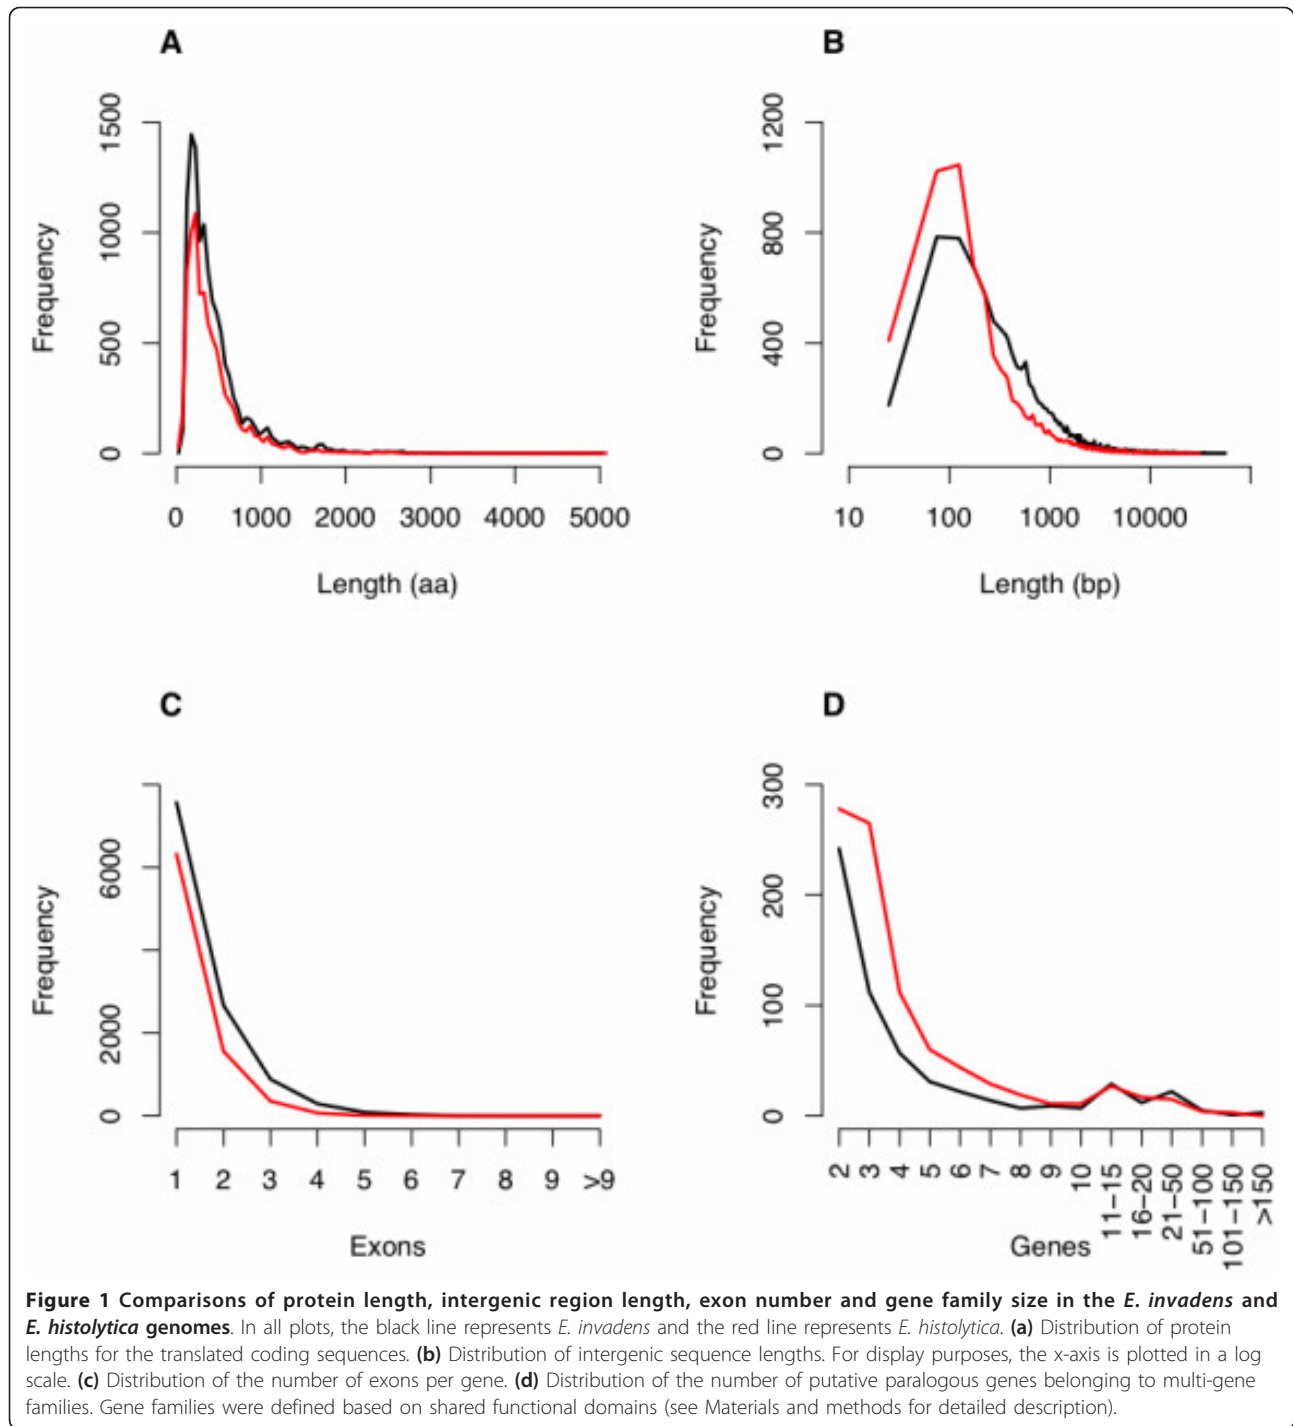 A
B
1500
1000
500
0
Frequency
0 1000 2000 3000 4000 5000
Length (aa)
1200
800
400
0
Frequency
10 100 1000 10000
Length (bp)
C
D
6000
2000
0
Frequency
1 2 3 4 5 6 7 8 9 >9
Exons
300
200
100
0
Frequency
2 3 4 5 6 7 8 9 10 11-15 16-20 21-50 51-100 101-150 >150
Genes
Figure 1 Comparisons of protein length, intergenic region length, exon number and gene family size in the E. invadens and
E. histolytica genomes. In all plots, the black line represents E. invadens and the red line represents E. histolytica. (a) Distribution of protein
lengths for the translated coding sequences. (b) Distribution of intergenic sequence lengths. For display purposes, the x-axis is plotted in a log
scale. (c) Distribution of the number of exons per gene. (d) Distribution of the number of putative paralogous genes belonging to multi-gene
families. Gene families were defined based on shared functional domains (see Materials and methods for detailed description).